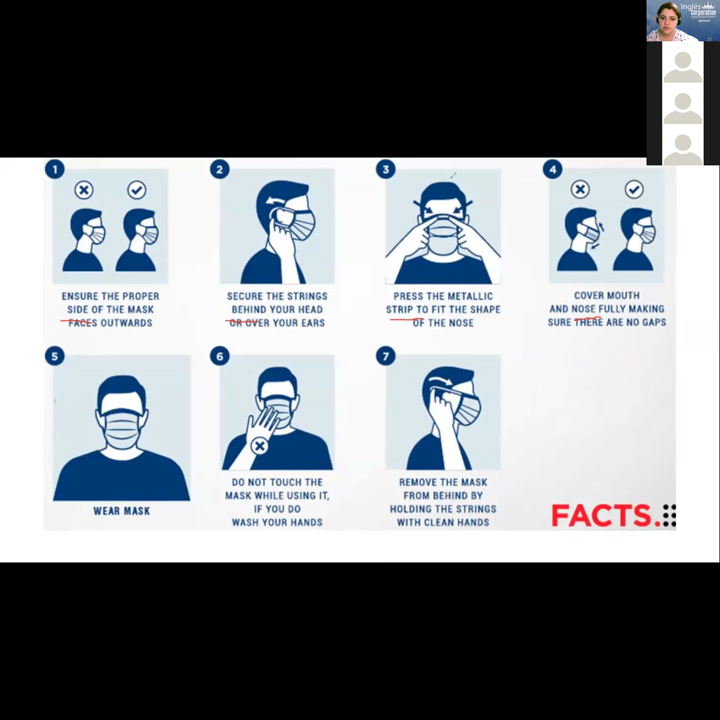 Inglés
Corporativo
1
ENSURE THE PROPER
SIDE OF THE MASK
FACES OUTWARDS
2
SECURE THE STRINGS
BEHIND YOUR HEAD
OR OVER YOUR EARS
3
PRESS THE METALLIC
STRIP TO FIT THE SHAPE
OF THE NOSE
4
COVER MOUTH
AND NOSE FULLY MAKING
SURE THERE ARE NO GAPS
5
WEAR MASK
6
DO NOT TOUCH THE
MASK WHILE USING IT,
IF YOU DO
WASH YOUR HANDS
7
REMOVE THE MASK
FROM BEHIND BY
HOLDING THE STRINGS
WITH CLEAN HANDS
FACTS.